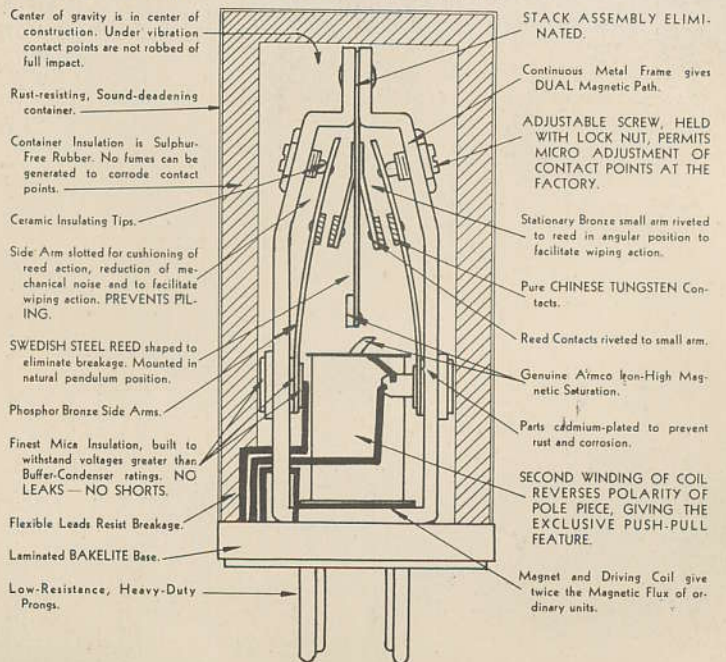 Center of gravity is in center of
construction. Under vibration
contact points are not robbed of
full impact.
Rust-resisting, Sound-deadening
container.
Container Insulation is Sulphur-
Free Rubber. No fumes can be
generated to corrode contact
points.
Ceramic Insulating Tips.
Side Arm slotted for cushioning of
reed action, reduction of me-
chanical noise and to facilitate
wiping action. PREVENTS PIL-
ING.
SWEDISH STEEL REED shaped to
eliminate breakage. Mounted in
natural pendulum position.
Phosphor Bronze Side Arms.
Finest Mica Insulation, built to
withstand voltages greater than
Buffer-Condenser ratings. NO
LEAKS — NO SHORTS.
Flexible Leads Resist Breakage.
Laminated BAKELITE Base.
Low-Resistance, Heavy-Duty
Prongs.
STACK ASSEMBLY ELIMI-
NATED.
Continuous Metal Frame gives
DUAL Magnetic Path.
ADJUSTABLE SCREW, HELD
WITH LOCK NUT, PERMITS
MICRO ADJUSTMENT OF
CONTACT POINTS AT THE
FACTORY.
Stationary Bronze small arm riveted
to reed in angular position to
facilitate wiping action.
Pure CHINESE TUNGSTEN Con-
tacts.
Reed Contacts riveted to small arm.
Genuine Armco Iron-High Mag-
netic Saturation.
Parts cadmium-plated to prevent
rust and corrosion.
SECOND WINDING OF COIL
REVERSES POLARITY OF
POLE PIECE, GIVING THE
EXCLUSIVE PUSH-PULL
FEATURE.
Magnet and Driving Coil give
twice the Magnetic Flux of or-
dinary units.